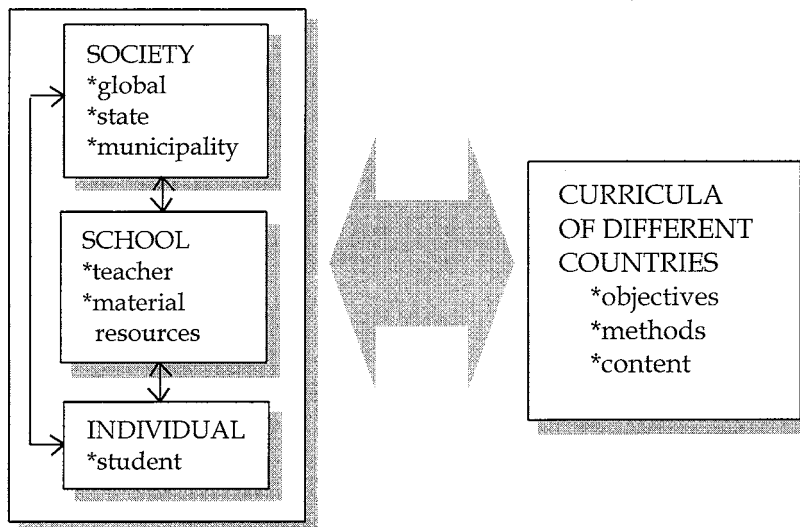 SOCIETY
*global
*state
*municipality
SCHOOL
*teacher
*material
resources
INDIVIDUAL
*student
CURRICULA
OF DIFFERENT
COUNTRIES
*objectives
*methods
*content